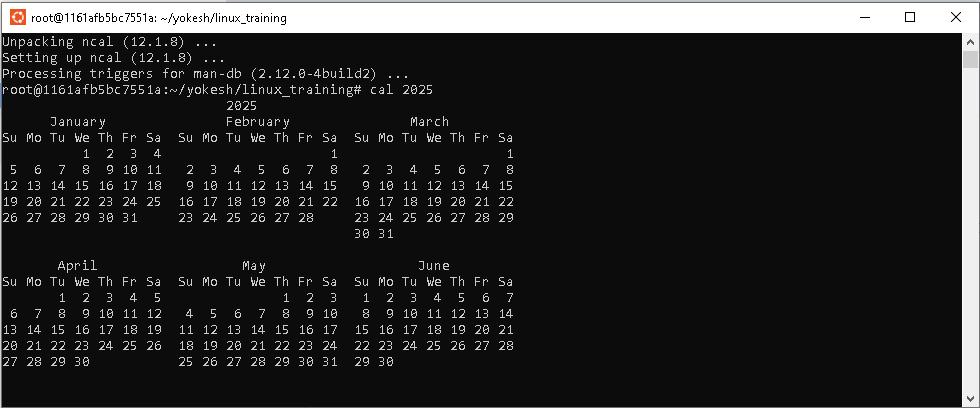 root@1161afb5bc7551a: ~/yokesh/linux_training
Unpacking ncal (12.1.8) ...
Setting up ncal (12.1.8) ...
Processing triggers for man-db (2.12.0-4build2) ...
root@1161afb5bc7551a:~/yokesh/linux_training# cal 2025
                            2025
      January               February               March
Su Mo Tu We Th Fr Sa  Su Mo Tu We Th Fr Sa  Su Mo Tu We Th Fr Sa
          1  2  3  4                     1                     1
 5  6  7  8  9 10 11   2  3  4  5  6  7  8   2  3  4  5  6  7  8
12 13 14 15 16 17 18   9 10 11 12 13 14 15   9 10 11 12 13 14 15
19 20 21 22 23 24 25  16 17 18 19 20 21 22  16 17 18 19 20 21 22
26 27 28 29 30 31     23 24 25 26 27 28     23 24 25 26 27 28 29
                                            30 31
       April                  May                   June
Su Mo Tu We Th Fr Sa  Su Mo Tu We Th Fr Sa  Su Mo Tu We Th Fr Sa
       1  2  3  4  5               1  2  3   1  2  3  4  5  6  7
 6  7  8  9 10 11 12   4  5  6  7  8  9 10   8  9 10 11 12 13 14
13 14 15 16 17 18 19  11 12 13 14 15 16 17  15 16 17 18 19 20 21
20 21 22 23 24 25 26  18 19 20 21 22 23 24  22 23 24 25 26 27 28
27 28 29 30           25 26 27 28 29 30 31  29 30